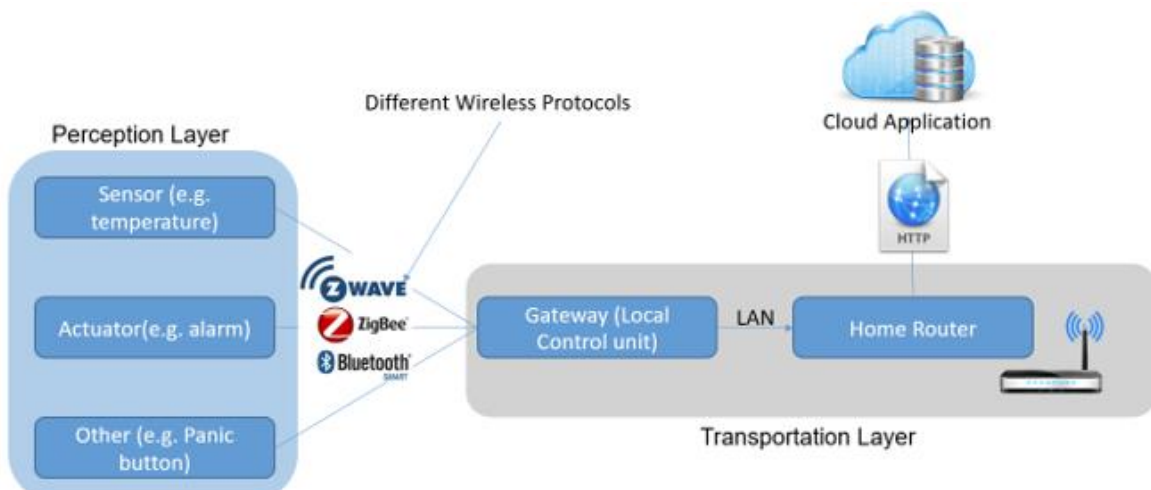 Different Wireless Protocols
Cloud Application
Perception Layer
Sensor (e.g.
temperature)
HTTP
Z WAVE
Actuator(e.g. alarm)
ZigBee
Bluetooth
SMART
Gateway (Local
Control unit)
LAN
Home Router
Other (e.g. Panic
button)
Transportation Layer